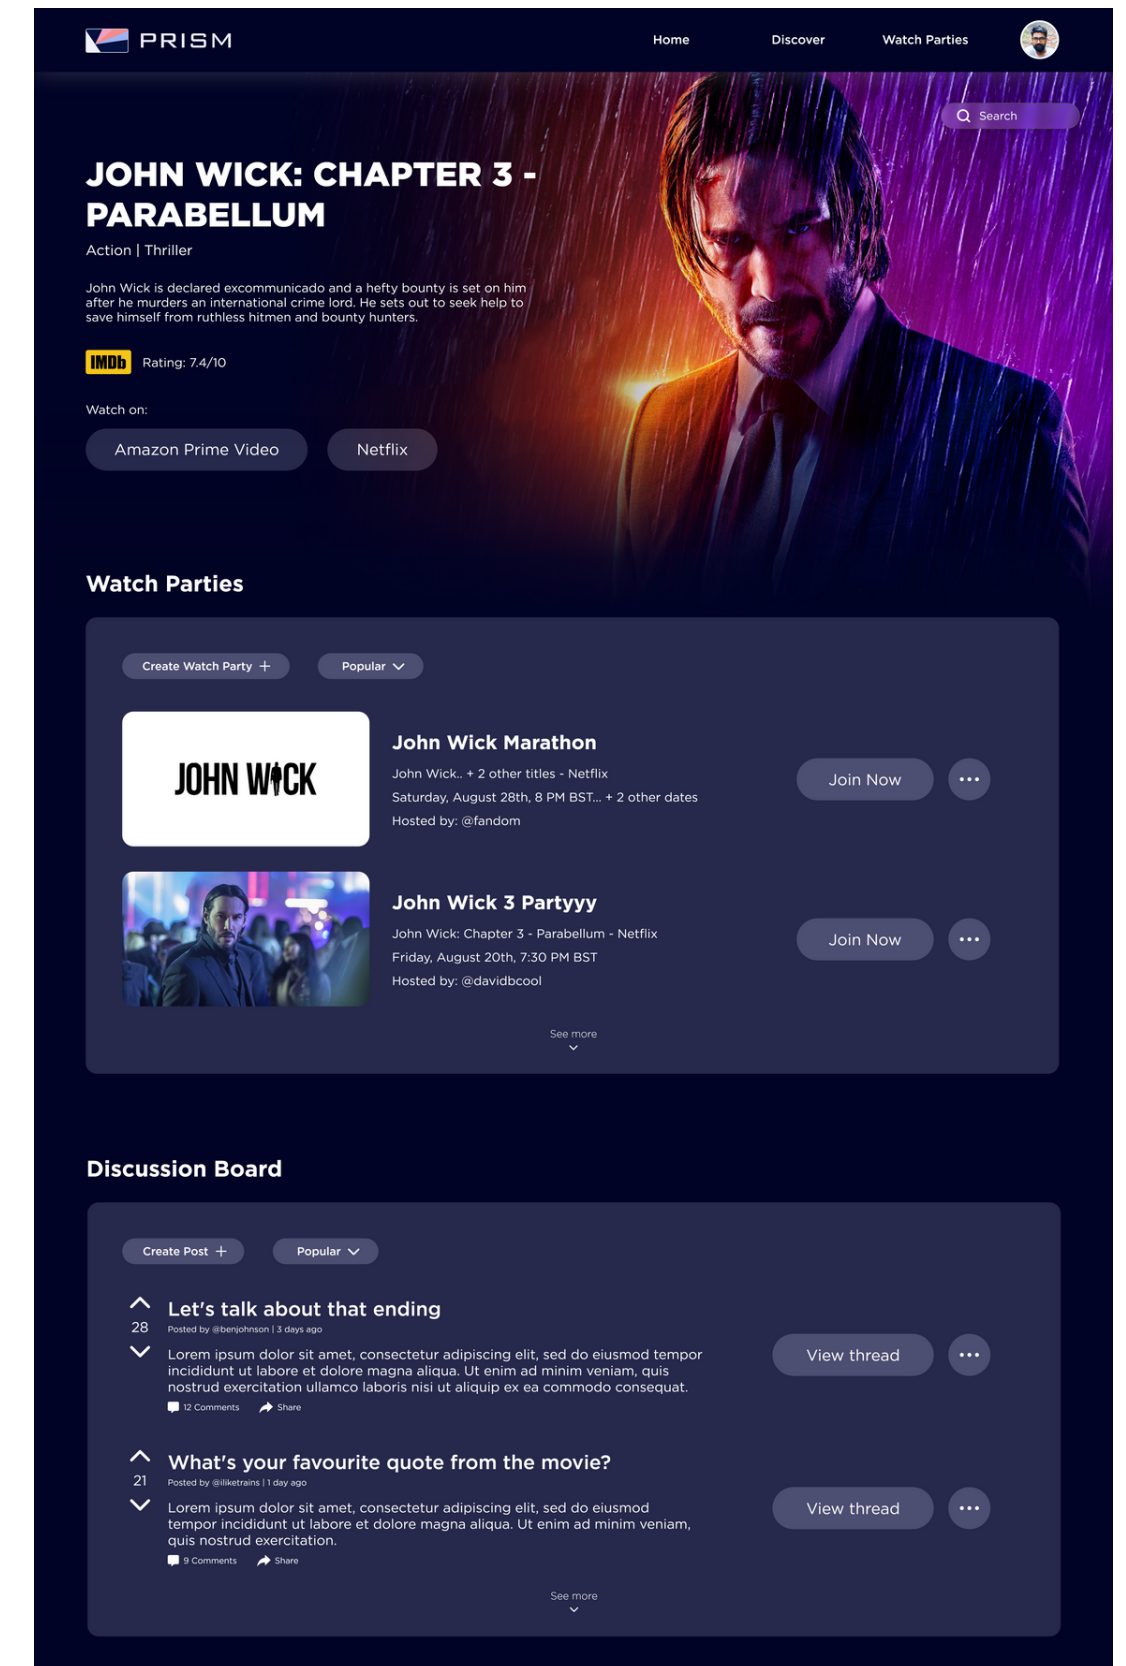 PRISM
Home
Discover
Watch Parties
Search
JOHN WICK: CHAPTER 3 -
PARABELLUM
Action | Thriller
John Wick is declared excommunicado and a hefty bounty is set on him
after he murders an international crime lord. He sets out to seek help to
save himself from ruthless hitmen and bounty hunters.
IMDb
Rating: 7.4/10
Watch on:
Amazon Prime Video
Netflix
Watch Parties
Create Watch Party +
Popular
JOHN WICK
John Wick Marathon
John Wick.. + 2 other titles - Netflix
Saturday, August 28th, 8 PM BST... + 2 other dates
Hosted by: @fandom
Join Now
John Wick 3 Partyyy
John Wick: Chapter 3 - Parabellum - Netflix
Friday, August 20th, 7:30 PM BST
Hosted by: @davidbcool
Join Now
See more
Discussion Board
Create Post +
Popular
28
Let's talk about that ending
Posted by @benjohnson | 3 days ago
Lorem ipsum dolor sit amet, consectetur adipiscing elit, sed do eiusmod tempor
incididunt ut labore et dolore magna aliqua. Ut enim ad minim veniam, quis
nostrud exercitation ullamco laboris nisi ut aliquip ex ea commodo consequat.
12 Comments
Share
View thread
21
What's your favourite quote from the movie?
Posted by @iliketrains | 1 day ago
Lorem ipsum dolor sit amet, consectetur adipiscing elit, sed do eiusmod
tempor incididunt ut labore et dolore magna aliqua. Ut enim ad minim veniam,
quis nostrud exercitation.
9 Comments
Share
View thread
See more